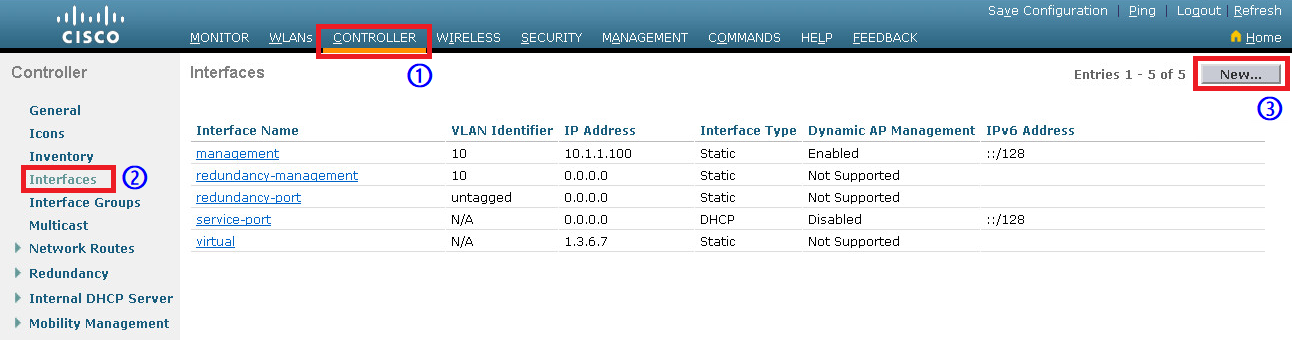 Save Configuration | Ping | Logout | Refresh
CISCO
MONITOR WLANs CONTROLLER WIRELESS SECURITY MANAGEMENT COMMANDS HELP FEEDBACK
Home
Controller
General
Icons
Inventory
Interfaces
2
Interface Groups
Multicast
Network Routes
Redundancy
Internal DHCP Server
Mobility Management
1
Interfaces
Entries 1 - 5 of 5
New...
3
Interface Name VLAN Identifier IP Address Interface Type Dynamic AP Management IPv6 Address
management 10 10.1.1.100 Static Enabled ::/128
redundancy-management 10 0.0.0.0 Static Not Supported
redundancy-port untagged 0.0.0.0 Static Not Supported
service-port N/A 0.0.0.0 DHCP Disabled ::/128
virtual N/A 1.3.6.7 Static Not Supported